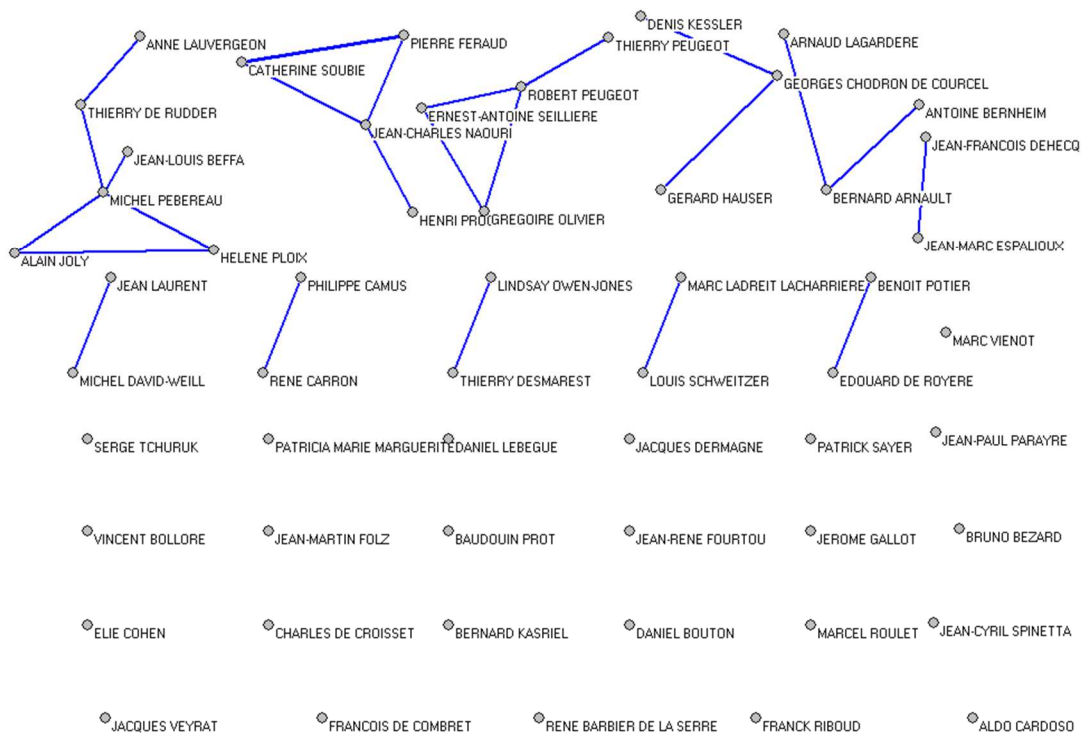 DENIS KESSLER
ANNE LAUVERGEON
PIERRE FERAUD
THIERRY PEUGEOT
ARNAUD LAGARDERE
CATHERINE SOUBIE
GEORGES CHODRON DE COURCEL
ROBERT PEUGEOT
THIERRY DE RUDDER
ERNEST-ANTOINE SEILLIERE
ANTOINE BERNHEIM
JEAN-CHARLES NAOURI
JEAN-FRANCOIS DEHECQ
JEAN-LOUIS BEFFA
MICHEL PEBEREAU
GERARD HAUSER
BERNARD ARNAULT
HENRI
GREGOIRE OLIVIER
JEAN-MARC ESPALIOUX
ALAIN JOLY
HELENE PLOIX
JEAN LAURENT
PHILIPPE CAMUS
LINDSAY OWEN-JONES
MARC LADREIT LACHARRIERE
BENOIT POTIER
MARC VIENOT
MICHEL DAVID-WEILL
RENE CARRON
THIERRY DESMAREST
LOUIS SCHWEITZER
EDOUARD DE ROYERE
SERGE TCHURUK
PATRICIA MARIE MARGUERITE
DANIEL LEBEGUE
JACQUES DERMAGNE
PATRICK SAYER
JEAN-PAUL PARAYRE
VINCENT BOLLORE
JEAN-MARTIN FOLZ
BAUDOUIN PROT
JEAN-RENE FOURTOU
JEROME GALLOT
BRUNO BEZARD
ELIE COHEN
CHARLES DE CROISSET
BERNARD KASRIEL
DANIEL BOUTON
MARCEL ROULET
JEAN-CYRIL SPINETTA
JACQUES VEYRAT
FRANCOIS DE COMBRET
RENE BARBIER DE LA SERRE
FRANCK RIBOUD
ALDO CARDOSO